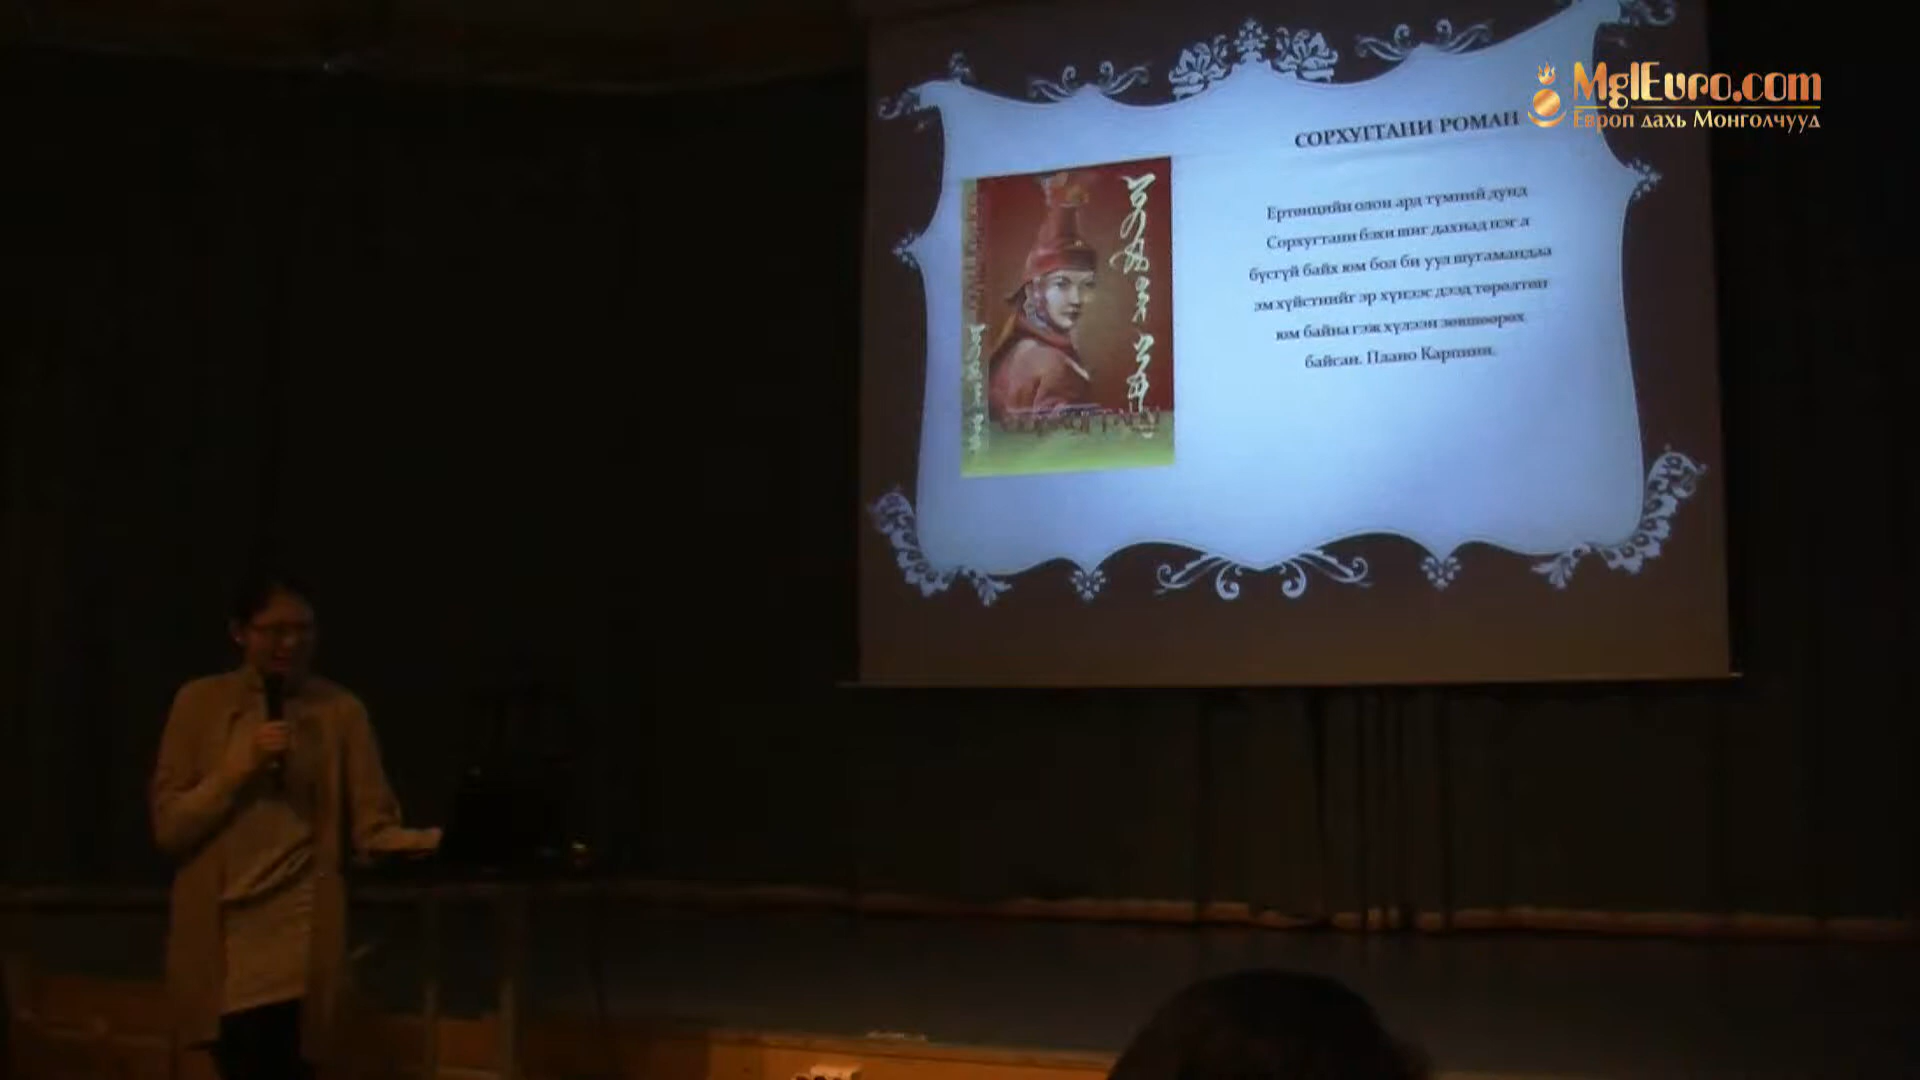 MglEuro.com
Европ дахь Монголчууд
СОРХУГТАНИ РОМАН
Ертөнцийн олон ард түмний дунд
Сорхугтани бэхи шиг дахиад нэг л
бүсгүй байх юм бол би уул шугамандаа
эм хүйстнийг эр хүнээс дээд төрөлтөн
юм байна гэж хүлээн зөвшөөрөх
байсан. Плано Карпини.